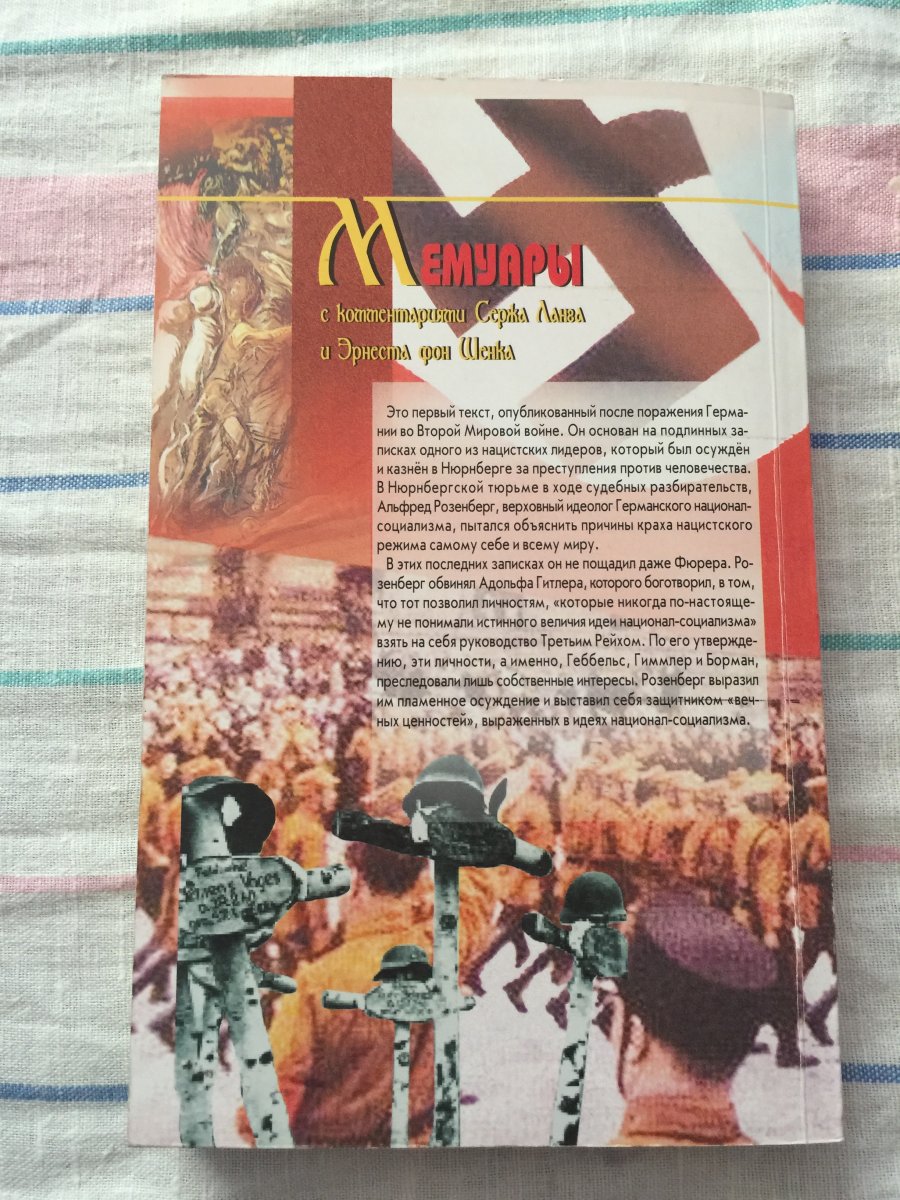 Мемуары
с комментариями Сержа Ланга
и Эрнеста фон Шенка
Это первый текст, опубликованный после поражения Герма-
нии во Второй Мировой войне. Он основан на подлинных за-
писках одного из нацистских лидеров, который был осуждён
и казнён в Нюрнберге за преступления против человечества.
В Нюрнбергской тюрьме в ходе судебных разбирательств,
Альфред Розенберг, верховный идеолог Германского национал-
социализма, пытался объяснить причины краха нацистского
режима самому себе и всему миру.
В этих последних записках он не пощадил даже Фюрера. Ро-
зенберг обвинял Адольфа Гитлера, которого боготворил, в том,
что тот позволил личностям, «которые никогда по-настояще-
му не понимали истинного величия идеи национал-социализма»
взять на себя руководство Третьим Рейхом. По его утвержде-
нию, эти личности, а именно, Геббельс, Гиммлер и Борман,
преследовали лишь собственные интересы. Розенберг выразил
им пламенное осуждение и выставил себя защитником «веч-
ных ценностей», выраженных в идеях национал-социализма.